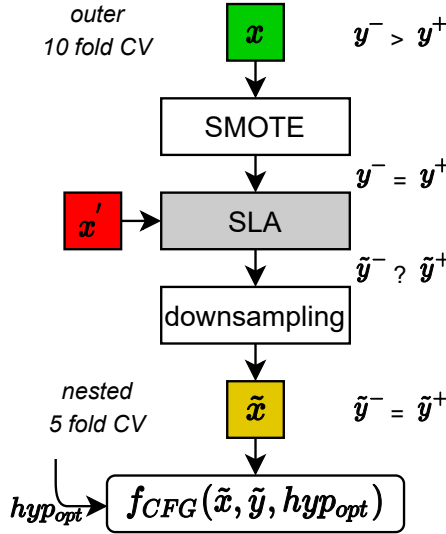 outer
10 fold CV
x
y⁻ > y⁺
SMOTE
y⁻ = y⁺
x′
SLA
ỹ⁻ ? ỹ⁺
downsampling
nested
5 fold CV
x̃
ỹ⁻ = ỹ⁺
hyp_opt
f_CFG(x̃, ỹ, hyp_opt)